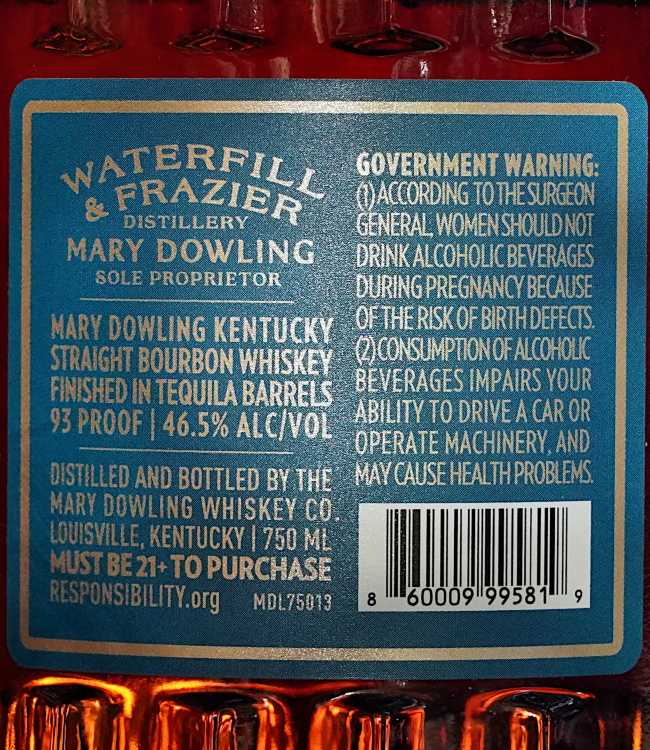 WATERFILL
& FRAZIER
DISTILLERY
MARY DOWLING
SOLE PROPRIETOR
MARY DOWLING KENTUCKY
STRAIGHT BOURBON WHISKEY
FINISHED IN TEQUILA BARRELS
93 PROOF | 46.5% ALC/VOL
DISTILLED AND BOTTLED BY THE
MARY DOWLING WHISKEY CO.
LOUISVILLE, KENTUCKY | 750 ML
MUST BE 21+ TO PURCHASE
RESPONSIBILITY.org MDL75013
GOVERNMENT WARNING:
(1) ACCORDING TO THE SURGEON
GENERAL, WOMEN SHOULD NOT
DRINK ALCOHOLIC BEVERAGES
DURING PREGNANCY BECAUSE
OF THE RISK OF BIRTH DEFECTS.
(2) CONSUMPTION OF ALCOHOLIC
BEVERAGES IMPAIRS YOUR
ABILITY TO DRIVE A CAR OR
OPERATE MACHINERY, AND
MAY CAUSE HEALTH PROBLEMS.
8 60009 99581 9